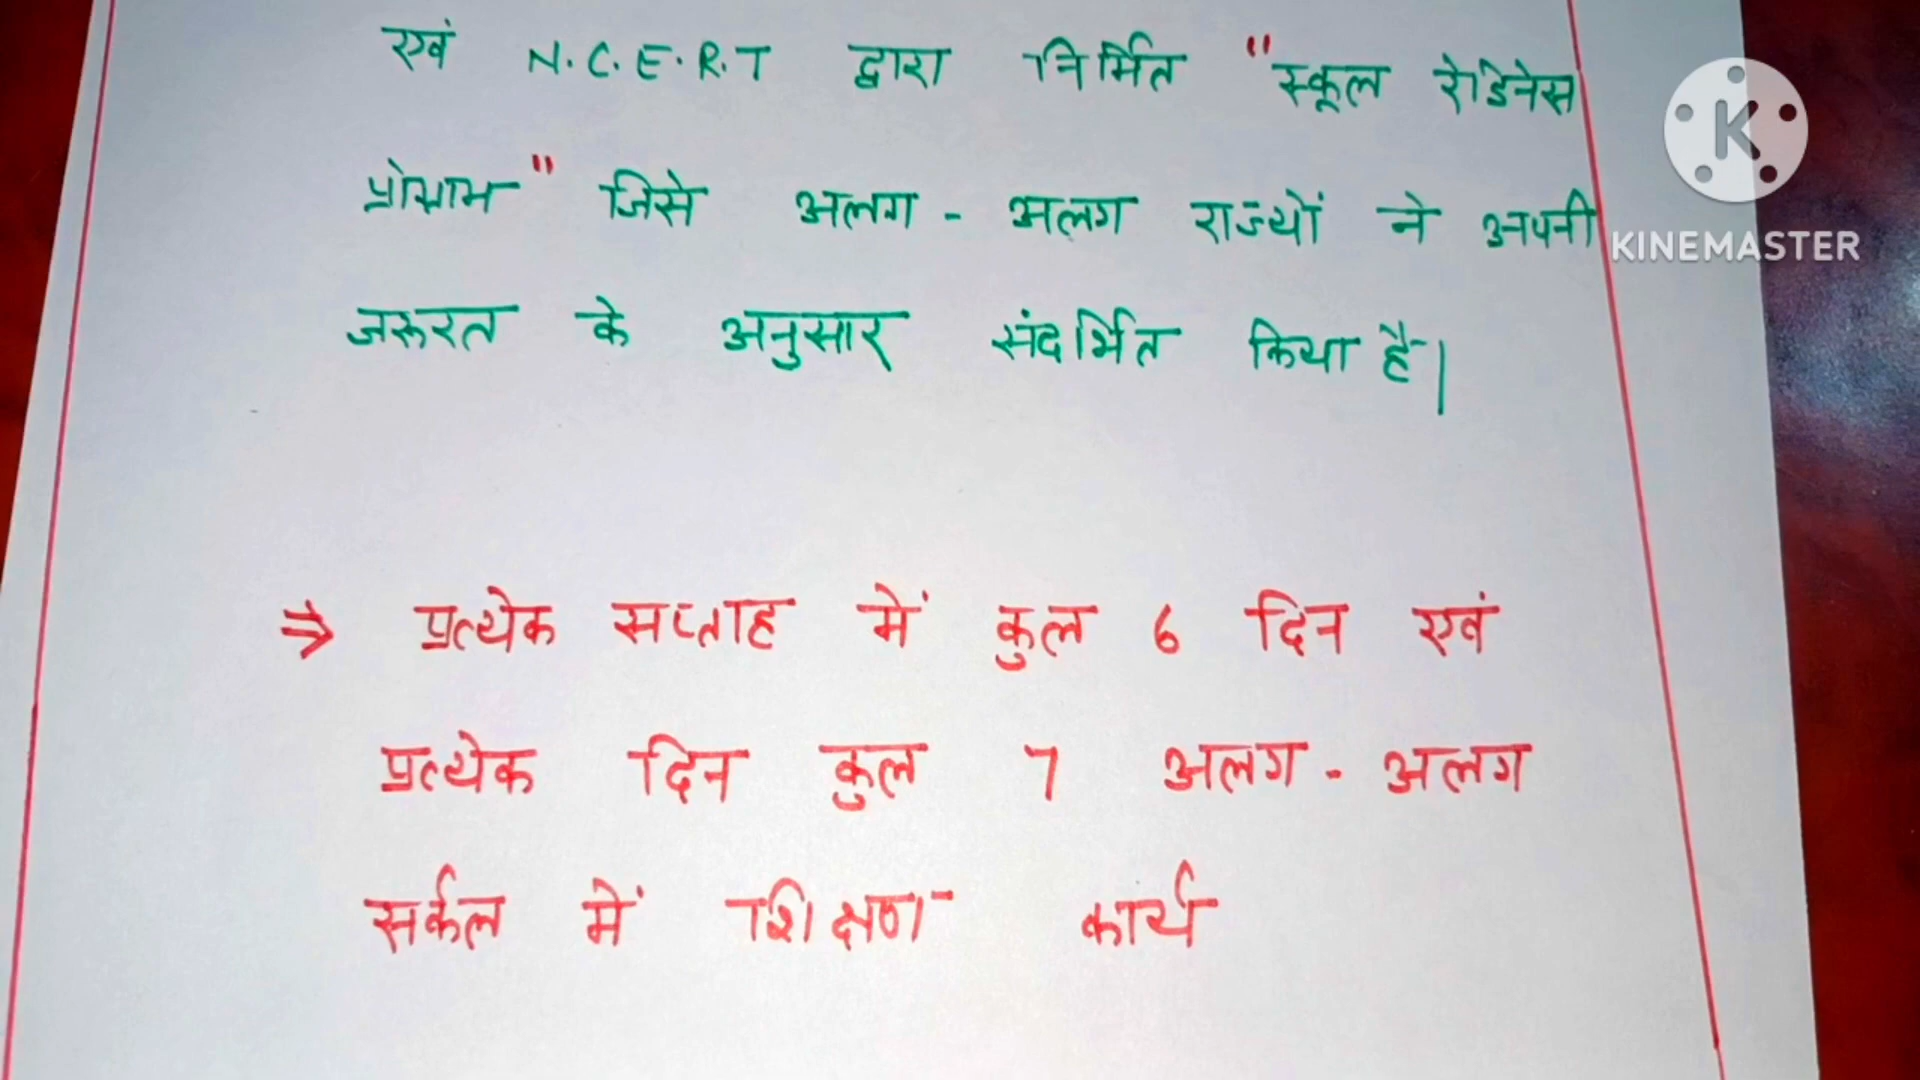 एवं N.C.E.R.T द्वारा निर्मित "स्कूल रेडिनेस
प्रोग्राम" जिसे अलग - अलग राज्यों ने अपनी
जरूरत के अनुसार संदर्भित किया है।
⇒ प्रत्येक सप्ताह में कुल 6 दिन एवं
प्रत्येक दिन कुल 7 अलग - अलग
सर्कल में शिक्षण कार्य
KINEMASTER